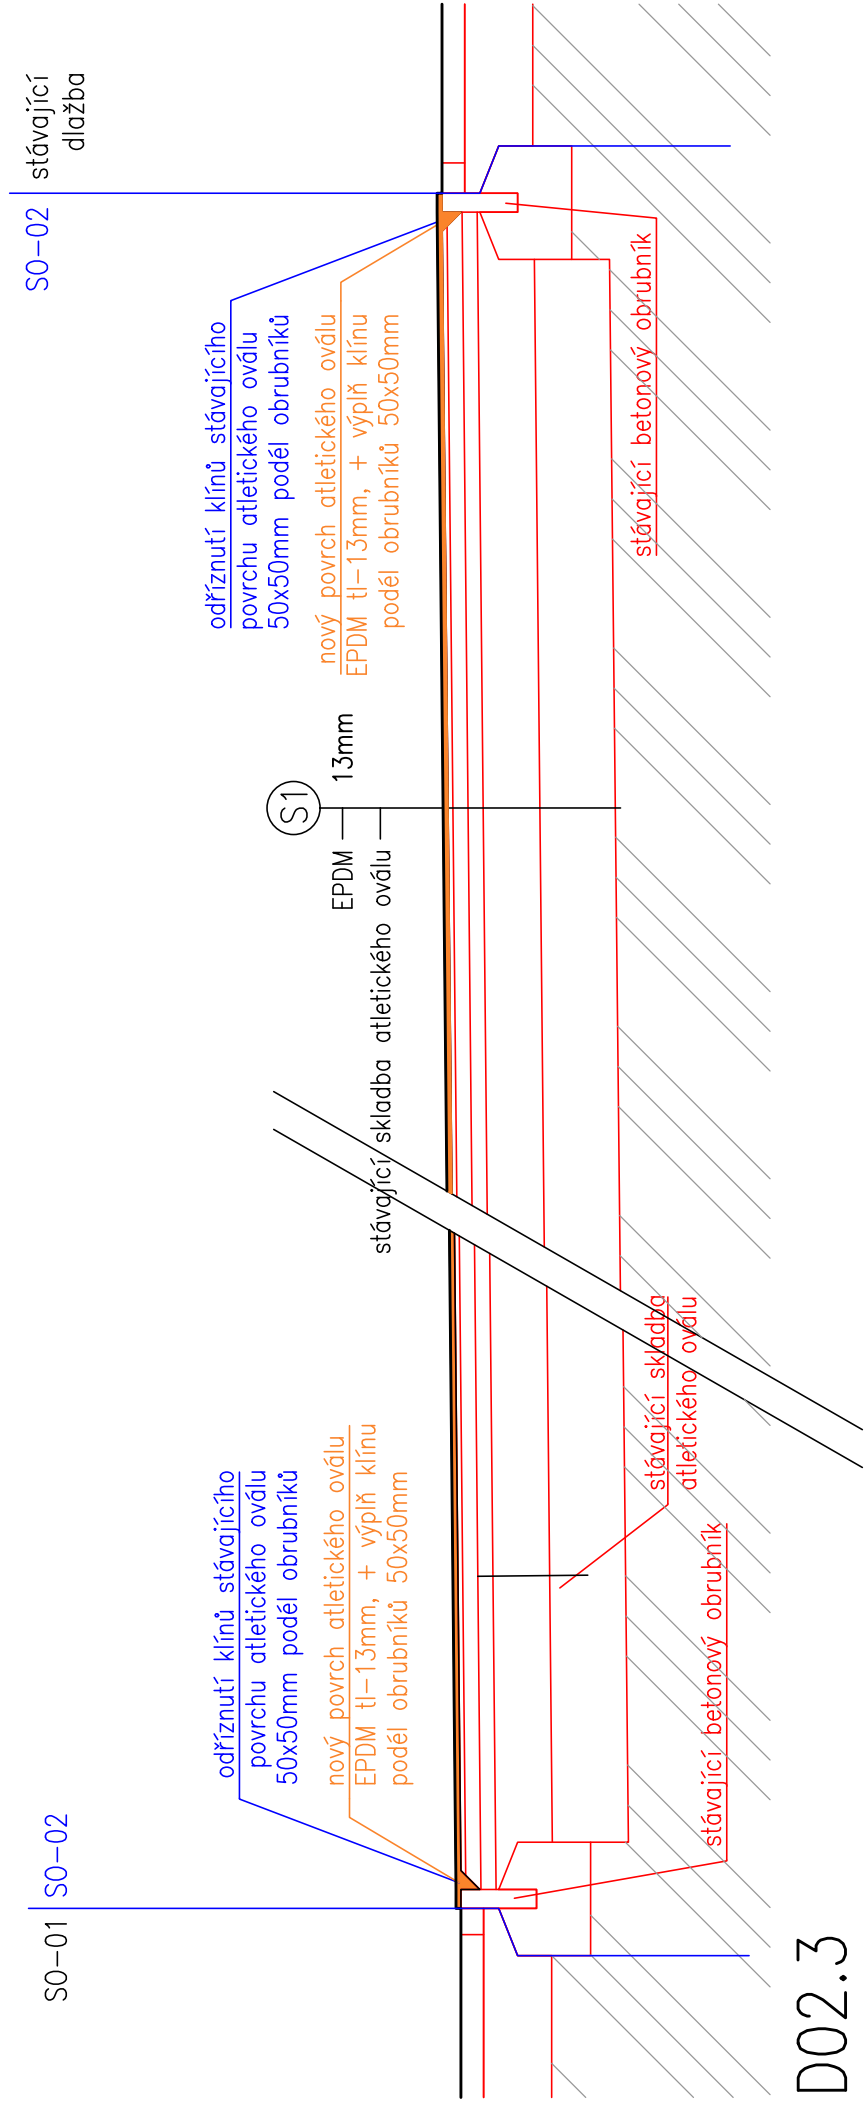 SO-01
SO-02
odříznutí klínů stávajícího
povrchu atletického oválu
50x50mm podél obrubníků
nový povrch atletického oválu
EPDM tl-13mm, + výplň klínu
podél obrubníků 50x50mm
S1
EPDM
13mm
stávající skladba atletického oválu
odříznutí klínů stávajícího
povrchu atletického oválu
50x50mm podél obrubníků
nový povrch atletického oválu
EPDM tl-13mm, + výplň klínu
podél obrubníků 50x50mm
SO-02
stávající
dlažba
stávající betonový obrubník
stávající skladba
atletického oválu
stávající betonový obrubník
D02.3